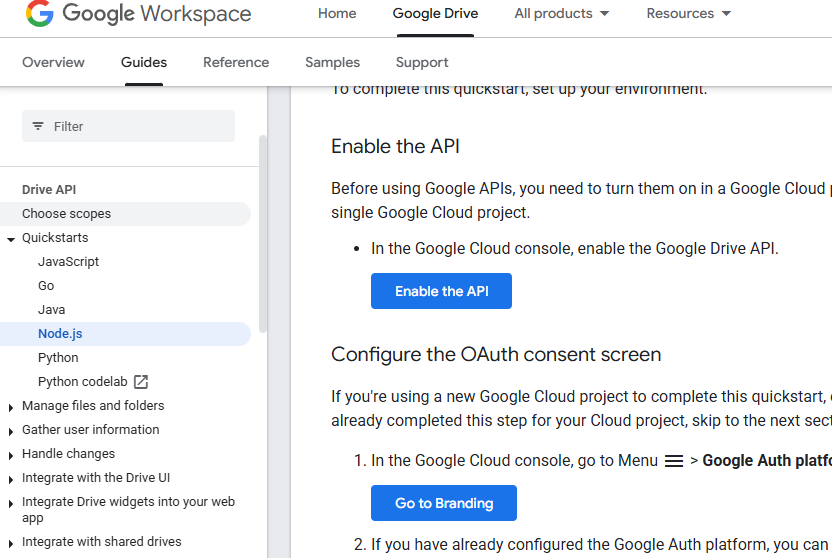 Google Workspace
Home
Google Drive
All products
Resources
Overview
Guides
Reference
Samples
Support
Filter
Drive API
Choose scopes
Quickstarts
JavaScript
Go
Java
Node.js
Python
Python codelab
Manage files and folders
Gather user information
Handle changes
Integrate with the Drive UI
Integrate Drive widgets into your web
app
Integrate with shared drives
To complete this quickstart, set up your environment.
Enable the API
Before using Google APIs, you need to turn them on in a Google Cloud
single Google Cloud project.
• In the Google Cloud console, enable the Google Drive API.
Enable the API
Configure the OAuth consent screen
If you're using a new Google Cloud project to complete this quickstart,
already completed this step for your Cloud project, skip to the next sect
1. In the Google Cloud console, go to Menu > Google Auth platfo
Go to Branding
2. If you have already configured the Google Auth platform, you can